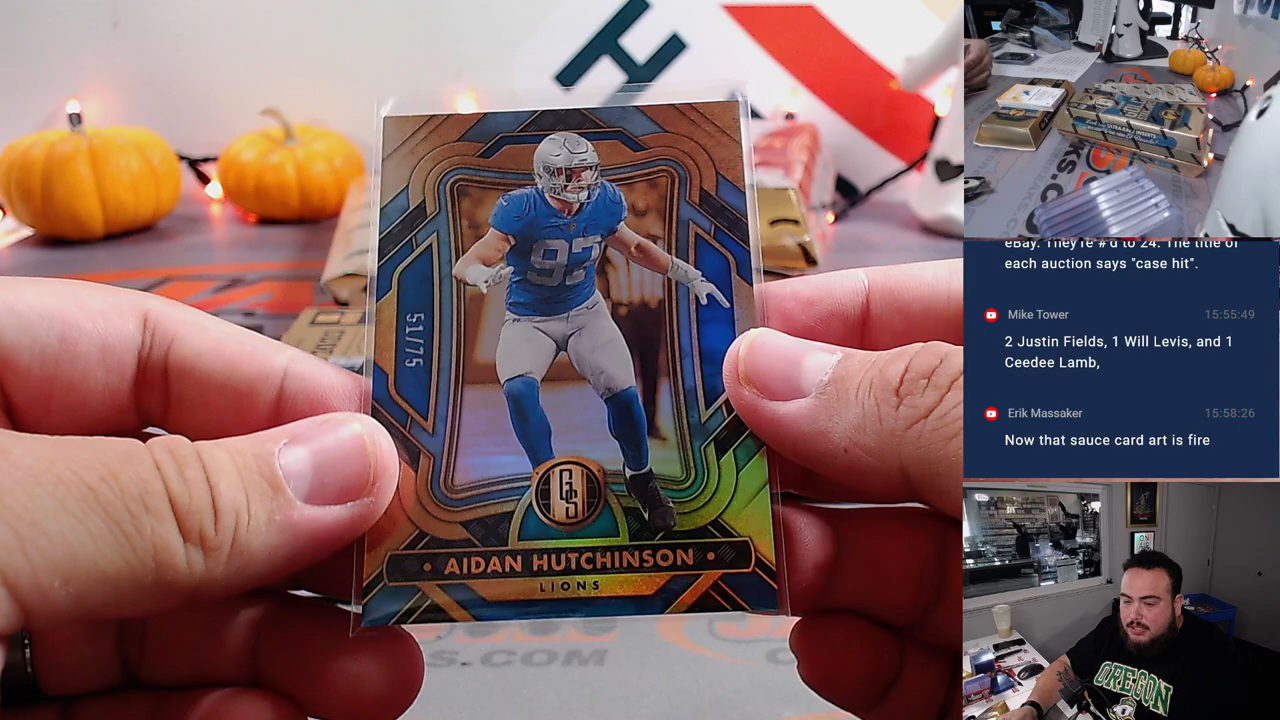 97
51/75
GS
• AIDAN HUTCHINSON •
LIONS
S.COM
eBay. They're #'d to 24. The title of
each auction says "case hit".
Mike Tower
15:55:49
2 Justin Fields, 1 Will Levis, and 1
Ceedee Lamb,
Erik Massaker
15:58:26
Now that sauce card art is fire
OREGON